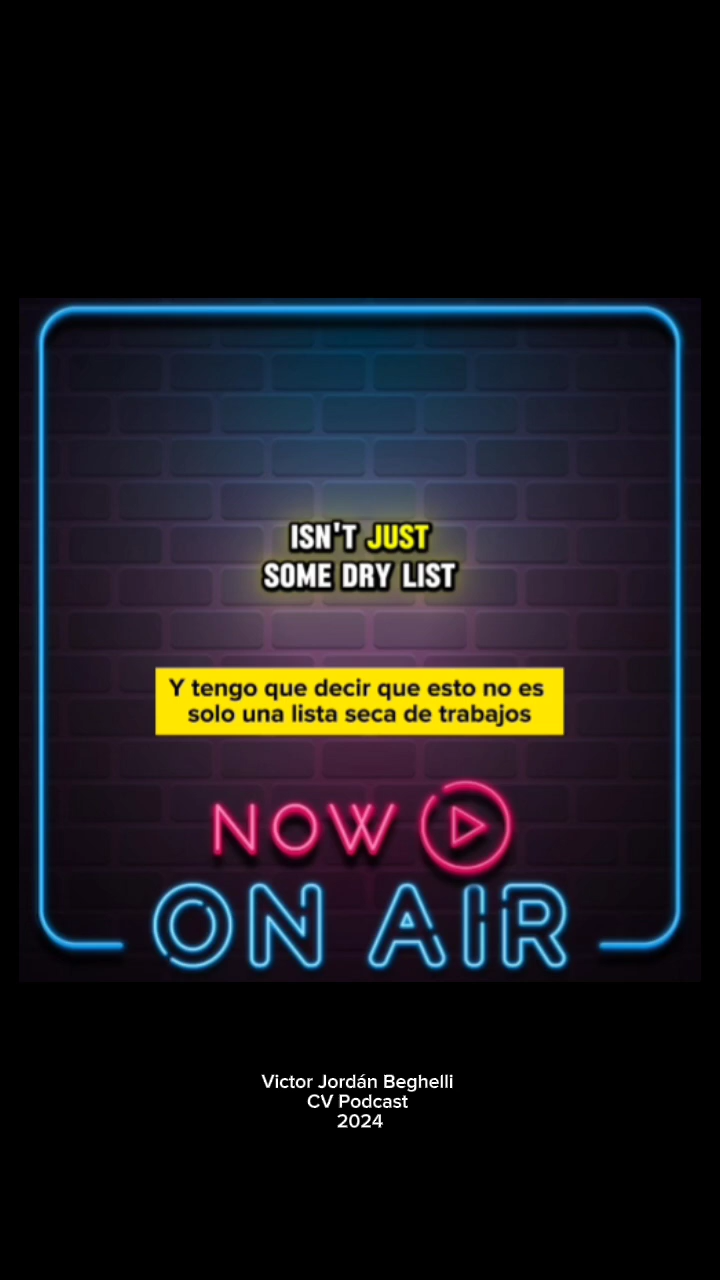 ISN'T JUST
SOME DRY LIST
Y tengo que decir que esto no es
solo una lista seca de trabajos
NOW
ON AIR
Victor Jordán Beghelli
CV Podcast
2024